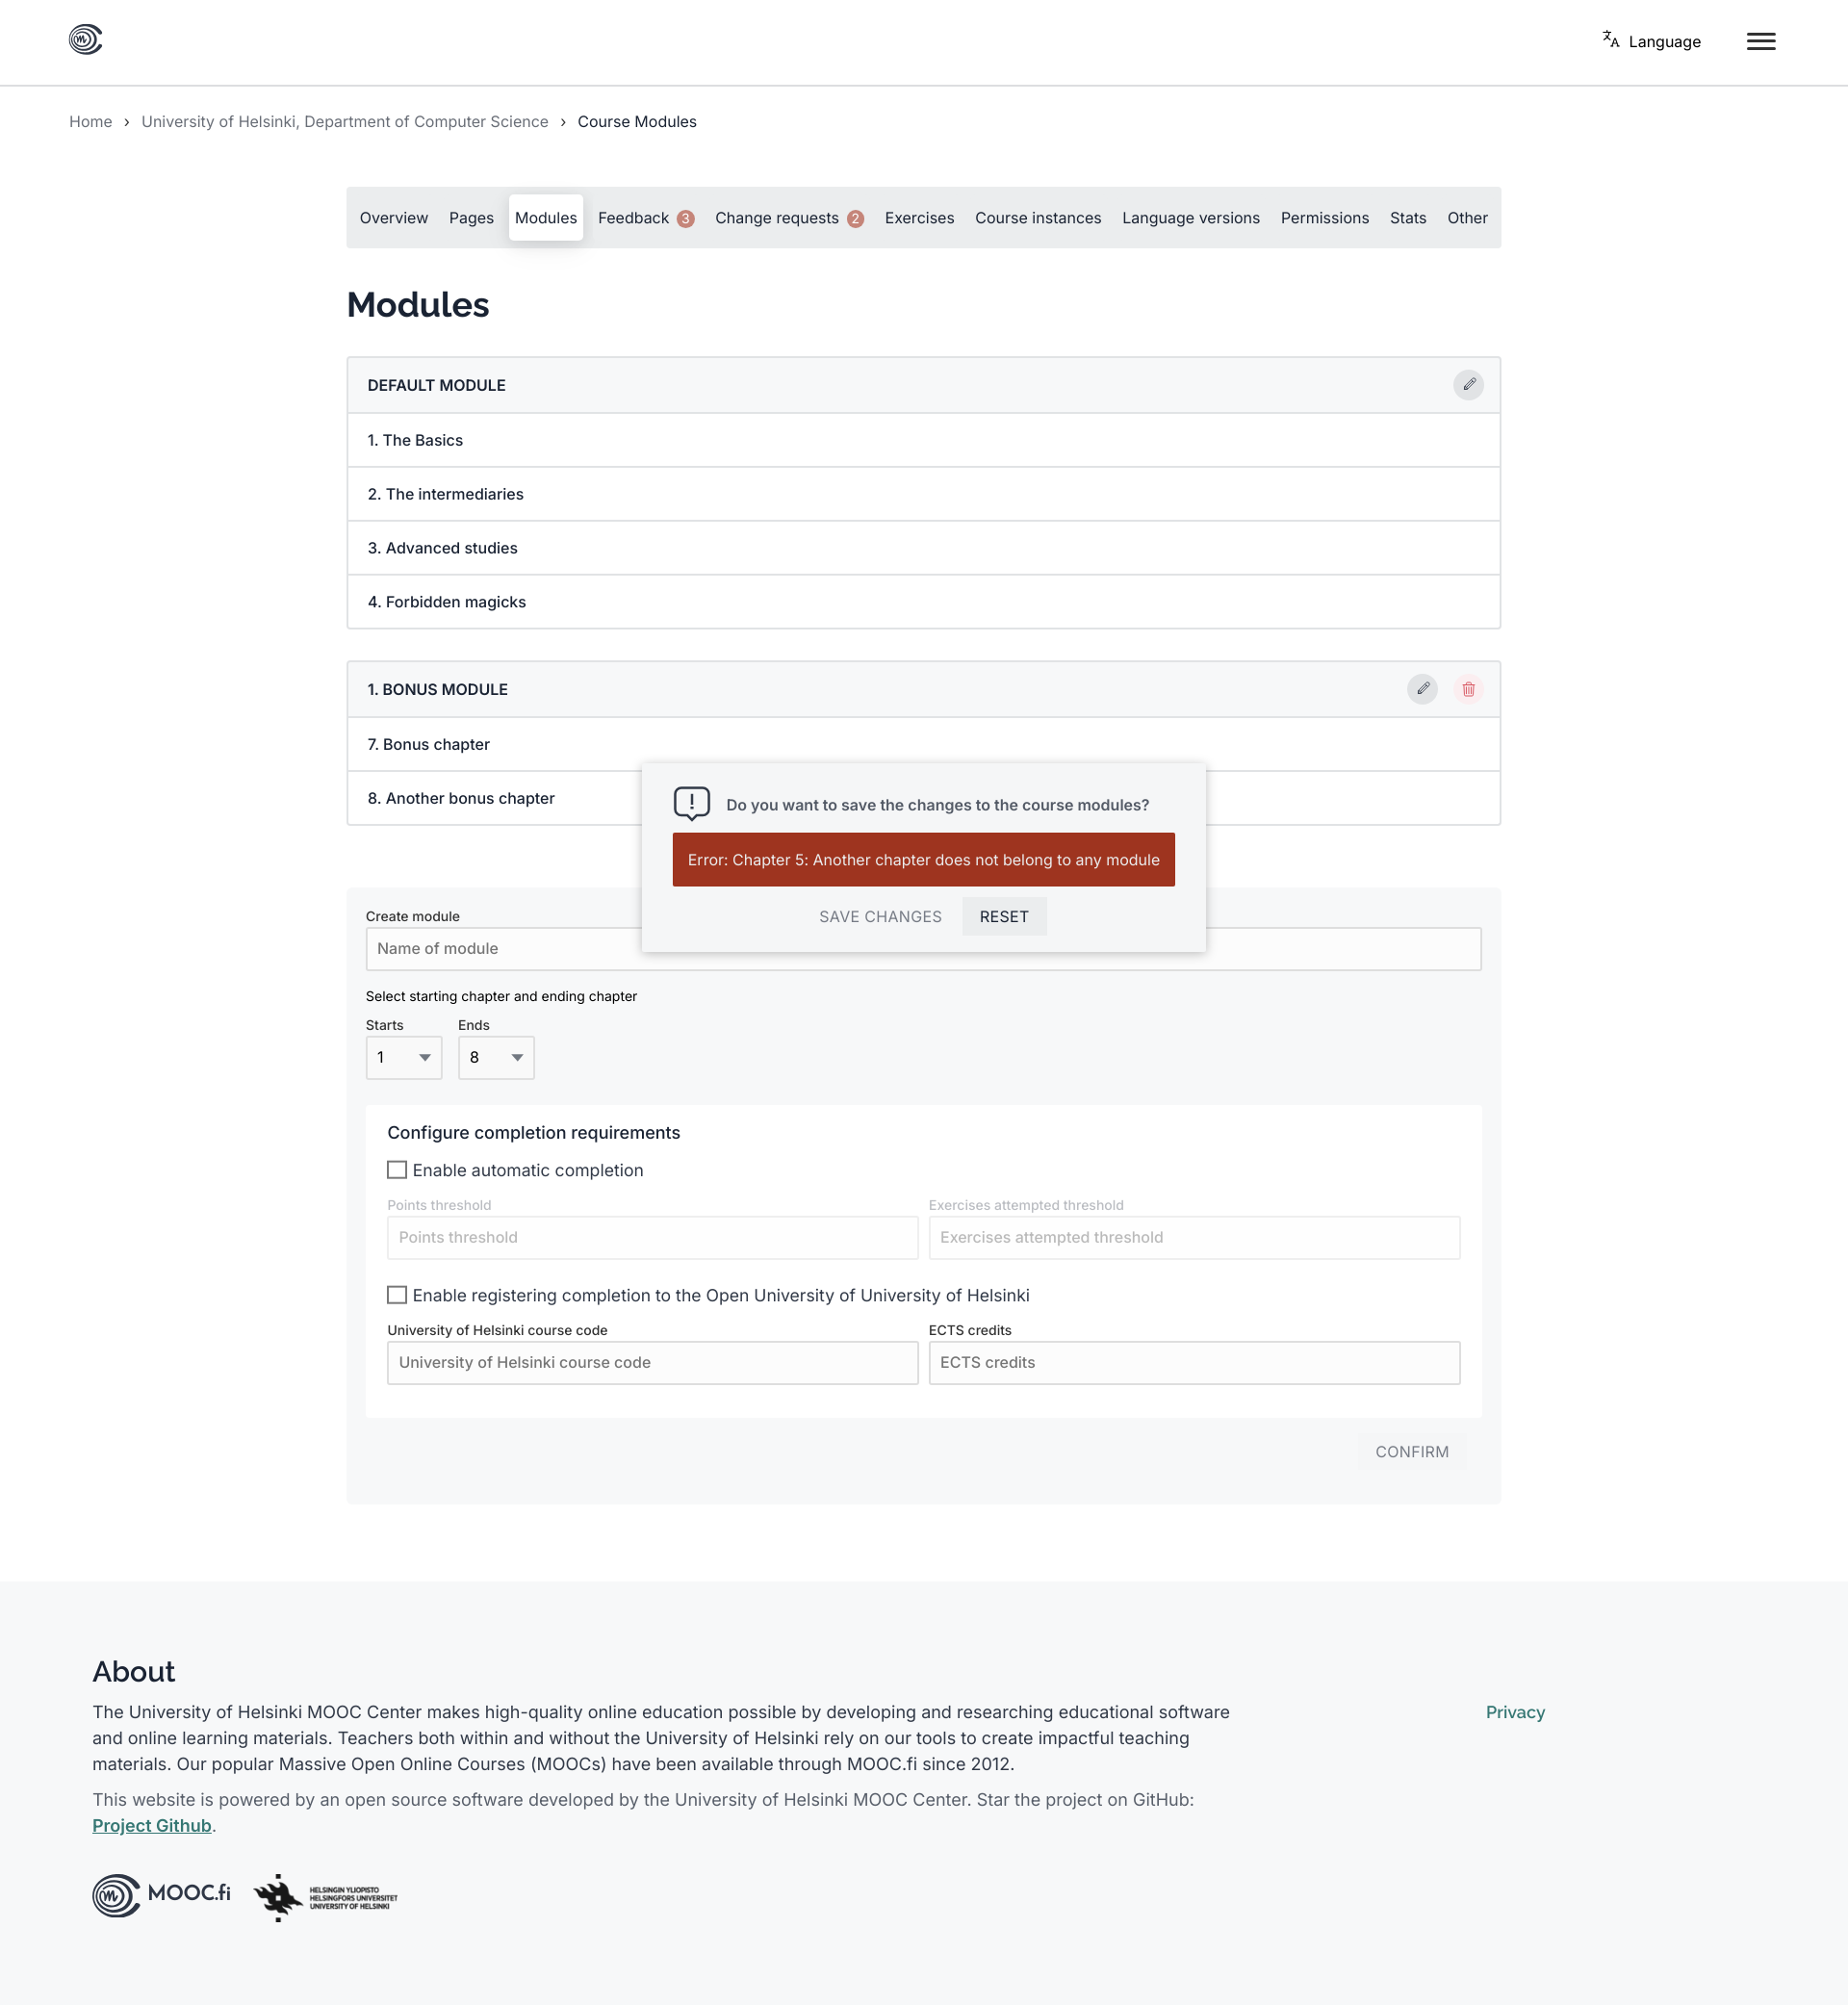 Language
Home › University of Helsinki, Department of Computer Science › Course Modules
Overview Pages Modules Feedback 3 Change requests 2 Exercises Course instances Language versions Permissions Stats Other
Modules
DEFAULT MODULE
1. The Basics
2. The intermediaries
3. Advanced studies
4. Forbidden magicks
1. BONUS MODULE
7. Bonus chapter
8. Another bonus chapter
Do you want to save the changes to the course modules?
Error: Chapter 5: Another chapter does not belong to any module
SAVE CHANGES RESET
Create module
Name of module
Select starting chapter and ending chapter
Starts Ends
1 8
Configure completion requirements
Enable automatic completion
Points threshold Exercises attempted threshold
Points threshold Exercises attempted threshold
Enable registering completion to the Open University of University of Helsinki
University of Helsinki course code ECTS credits
University of Helsinki course code ECTS credits
CONFIRM
About
The University of Helsinki MOOC Center makes high-quality online education possible by developing and researching educational software
and online learning materials. Teachers both within and without the University of Helsinki rely on our tools to create impactful teaching
materials. Our popular Massive Open Online Courses (MOOCs) have been available through MOOC.fi since 2012.
Privacy
This website is powered by an open source software developed by the University of Helsinki MOOC Center. Star the project on GitHub:
Project Github.
MOOC.fi
HELSINGIN YLIOPISTO
HELSINGFORS UNIVERSITET
UNIVERSITY OF HELSINKI